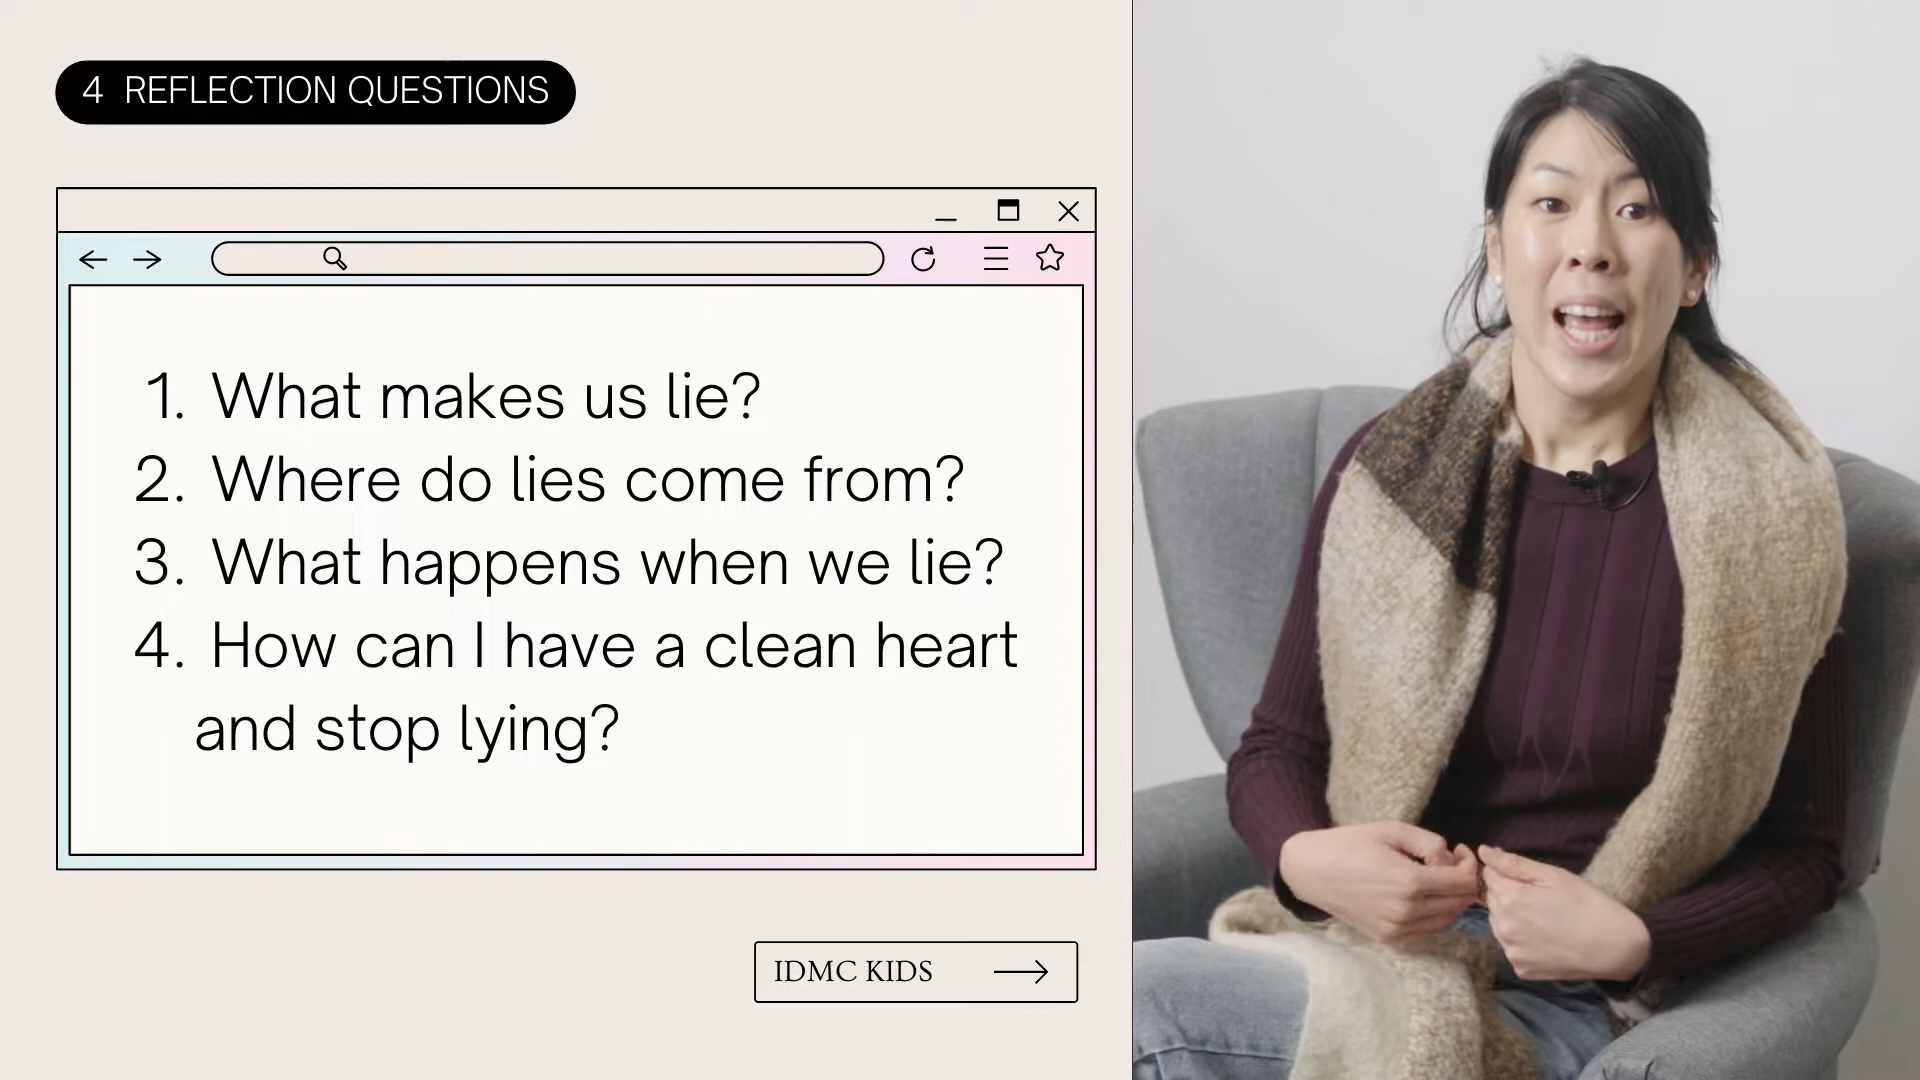 4 REFLECTION QUESTIONS
1. What makes us lie?
2. Where do lies come from?
3. What happens when we lie?
4. How can I have a clean heart
and stop lying?
IDMC KIDS